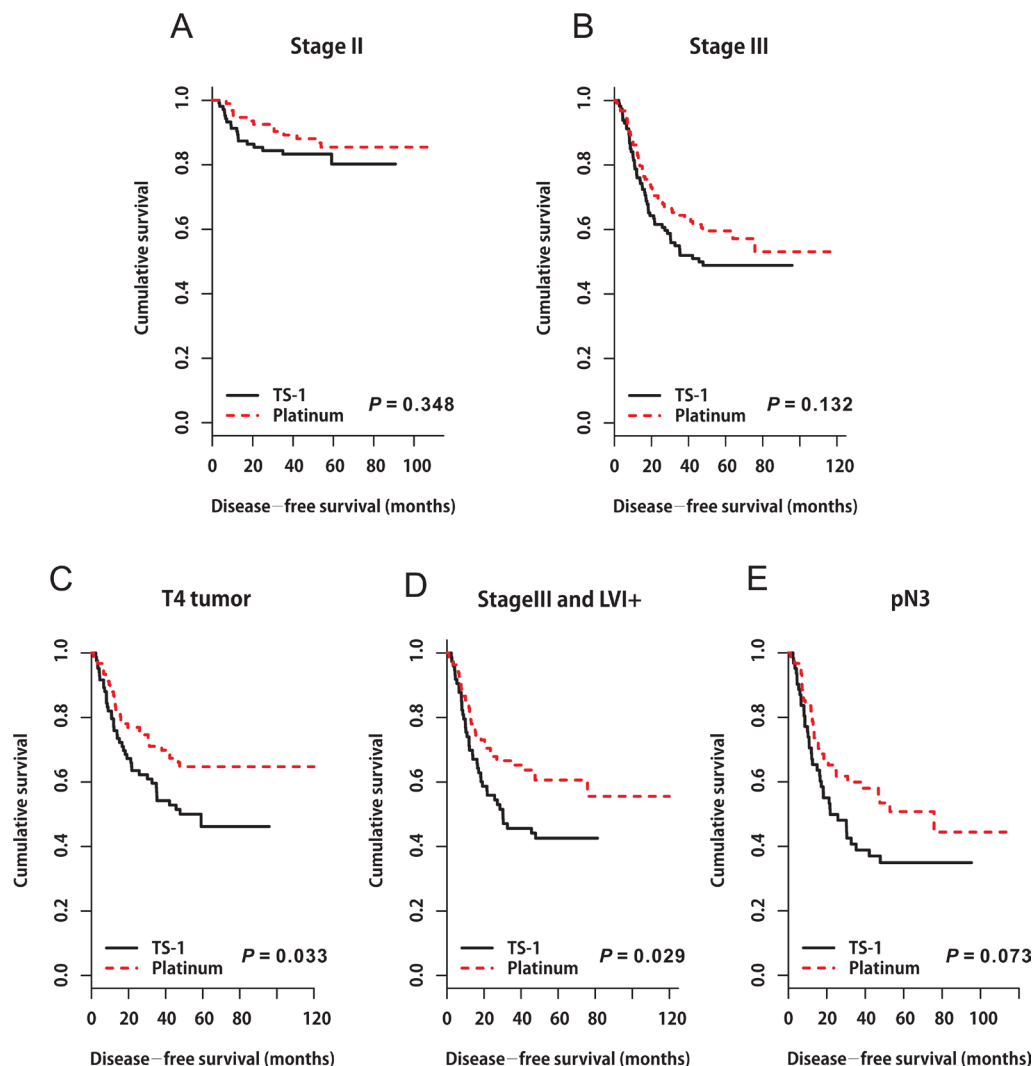 A
Stage II
Cumulative survival
1.0
0.8
0.6
0.4
0.2
0.0
TS-1
Platinum
P = 0.348
0 20 40 60 80 100
Disease–free survival (months)
B
Stage III
Cumulative survival
1.0
0.8
0.6
0.4
0.2
0.0
TS-1
Platinum
P = 0.132
0 20 40 60 80 120
Disease–free survival (months)
C
T4 tumor
Cumulative survival
1.0
0.8
0.6
0.4
0.2
0.0
TS-1
Platinum
P = 0.033
0 20 40 60 80 120
Disease–free survival (months)
D
StageIII and LVI+
Cumulative survival
1.0
0.8
0.6
0.4
0.2
0.0
TS-1
Platinum
P = 0.029
0 20 40 60 80 120
Disease–free survival (months)
E
pN3
Cumulative survival
1.0
0.8
0.6
0.4
0.2
0.0
TS-1
Platinum
P = 0.073
0 20 40 60 80 100
Disease–free survival (months)